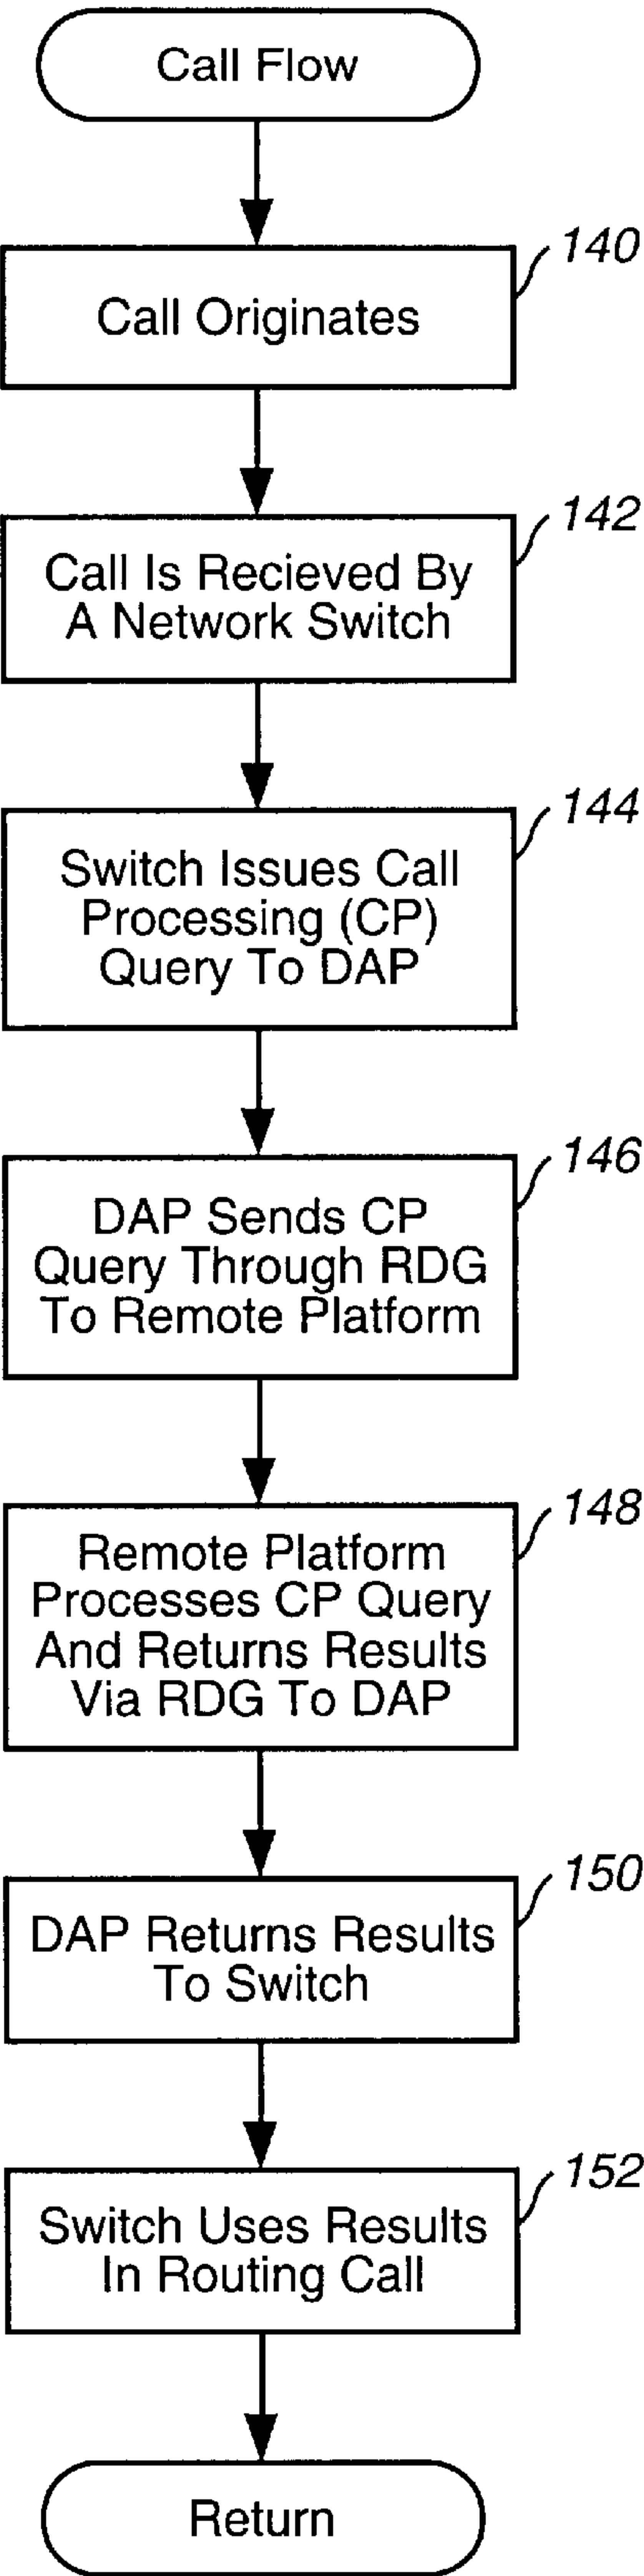 Call Flow
140
Call Originates
142
Call Is Recieved By
A Network Switch
144
Switch Issues Call
Processing (CP)
Query To DAP
146
DAP Sends CP
Query Through RDG
To Remote Platform
148
Remote Platform
Processes CP Query
And Returns Results
Via RDG To DAP
150
DAP Returns Results
To Switch
152
Switch Uses Results
In Routing Call
Return